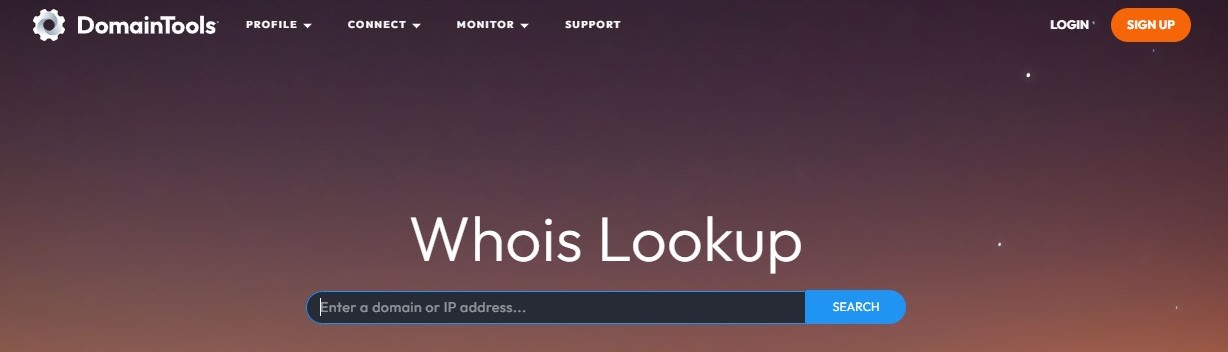 DomainTools PROFILE CONNECT MONITOR SUPPORT LOGIN SIGN UP
Whois Lookup
Enter a domain or IP address... SEARCH